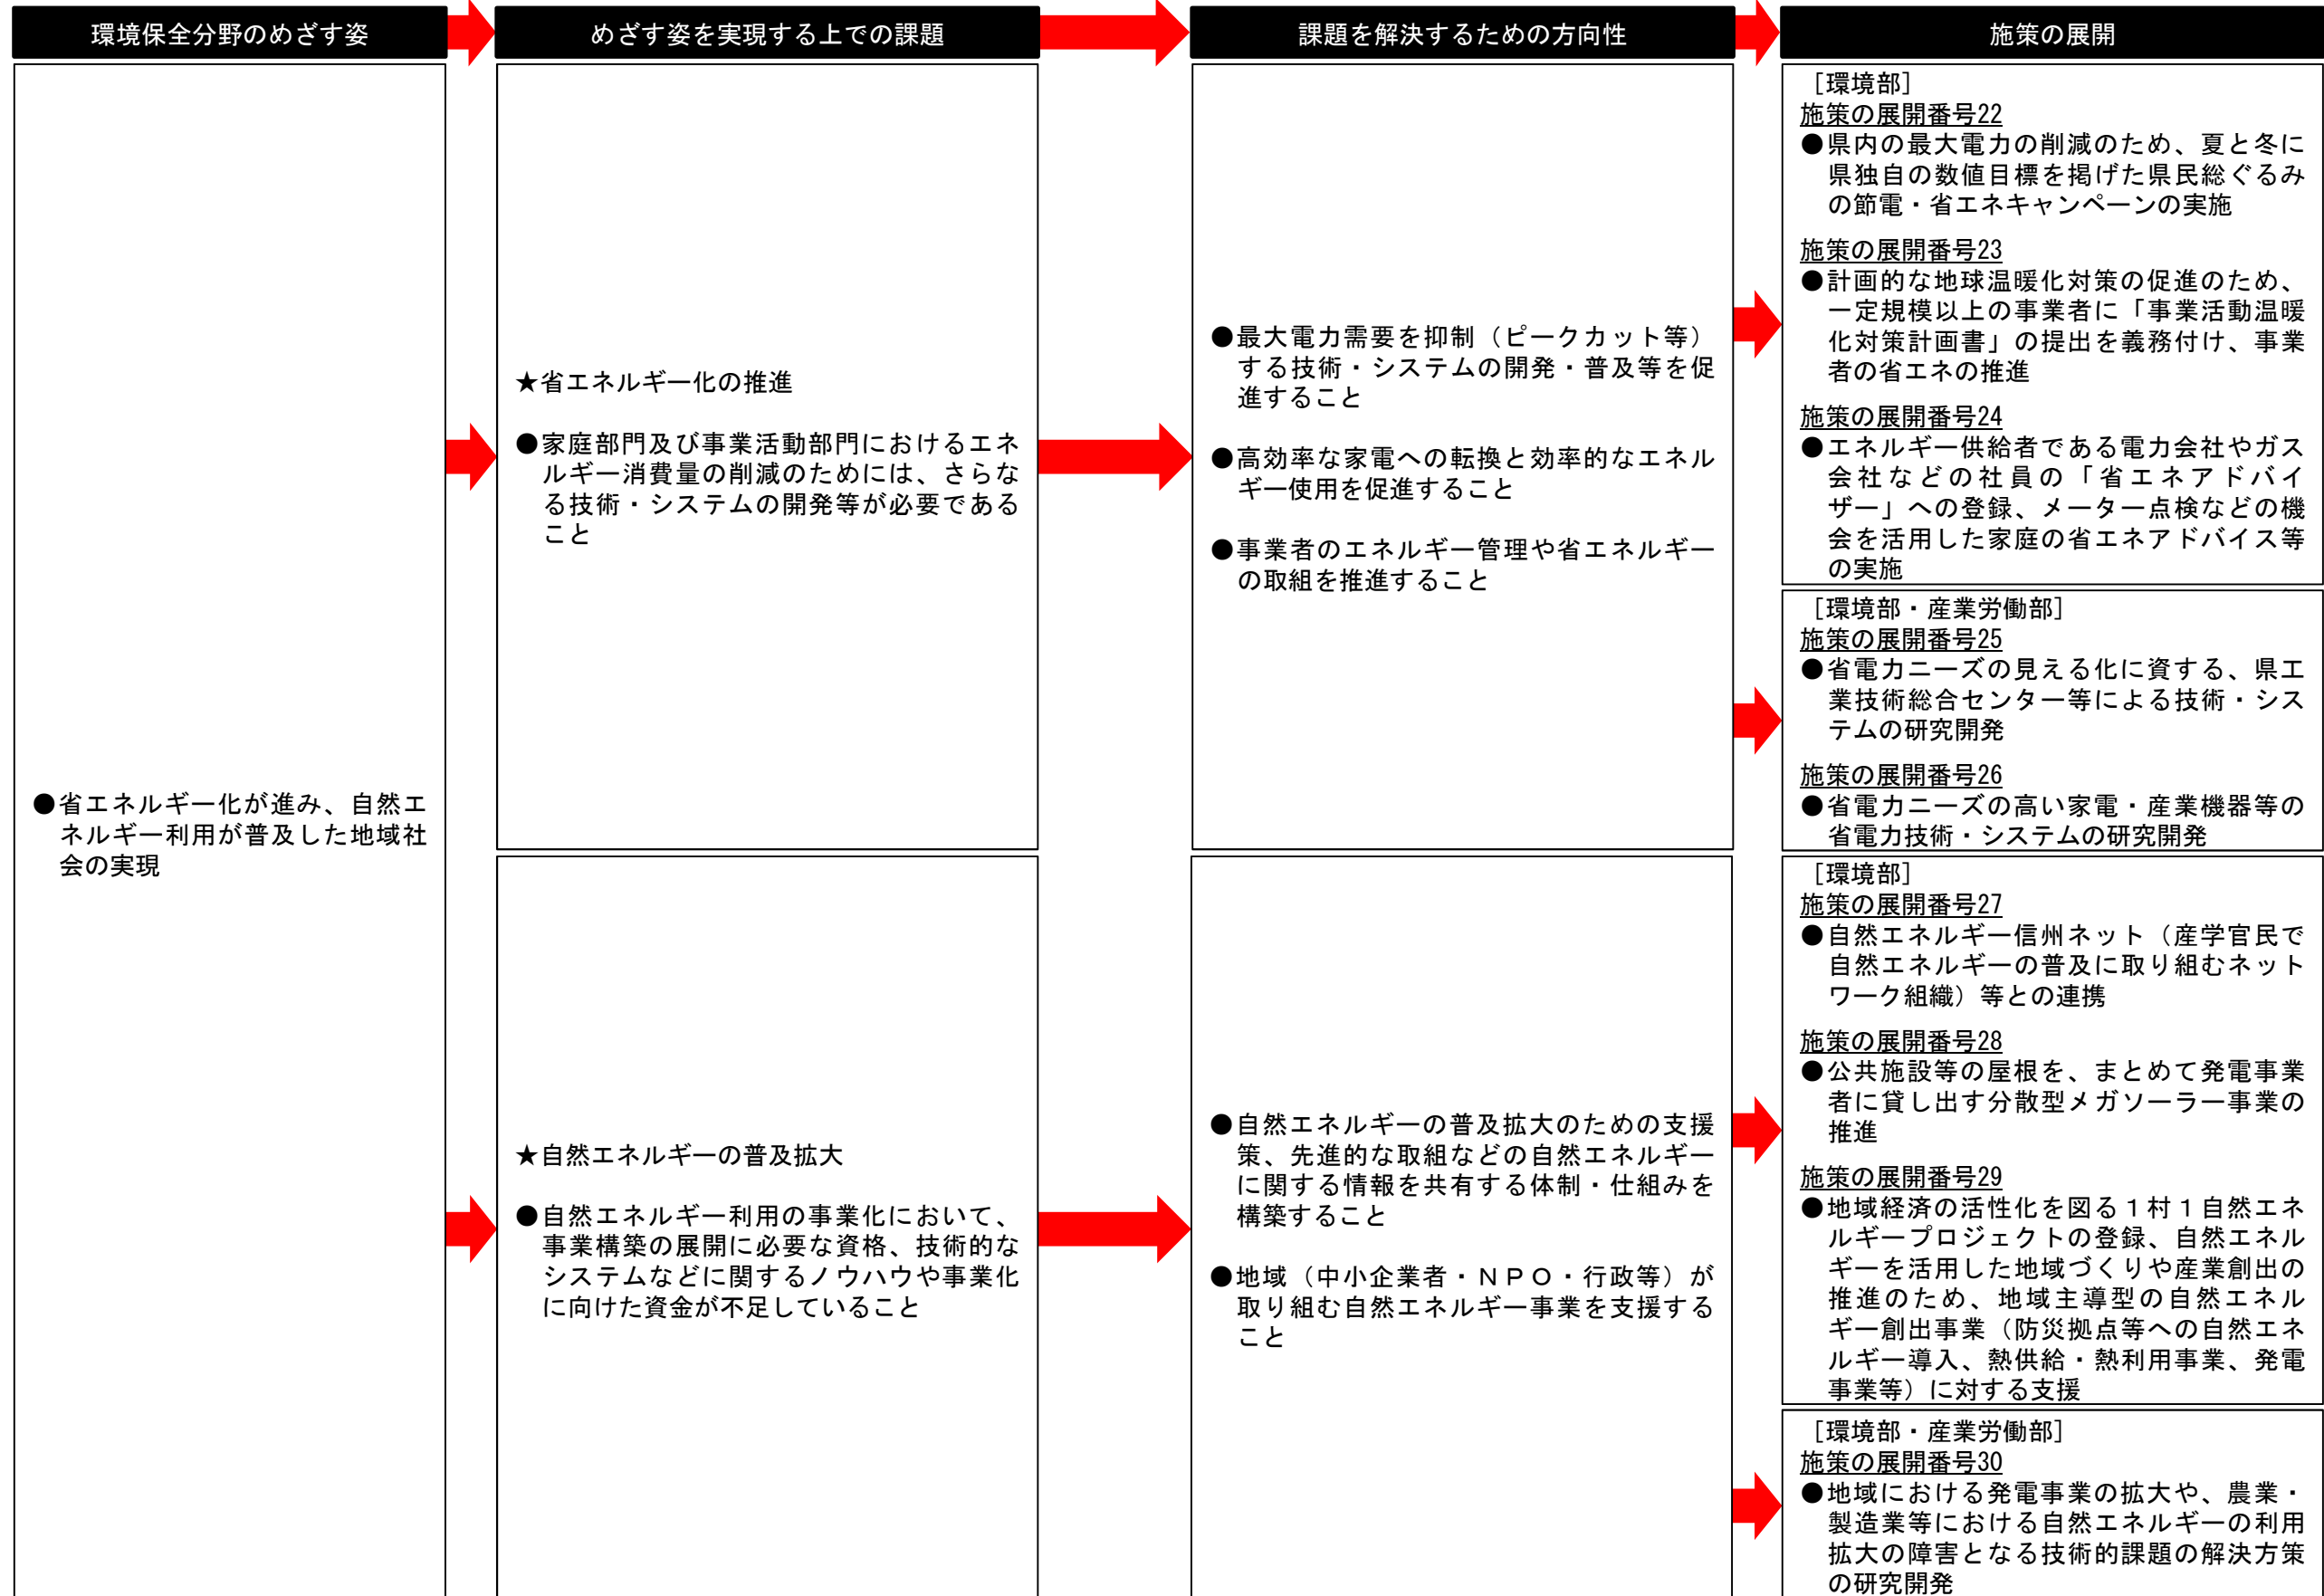 環境保全分野のめざす姿
めざす姿を実現する上での課題
課題を解決するための方向性
施策の展開
●省エネルギー化が進み、自然エ
ネルギー利用が普及した地域社
会の実現
★省エネルギー化の推進
●家庭部門及び事業活動部門におけるエネ
ルギー消費量の削減のためには、さらな
る技術・システムの開発等が必要である
こと
●最大電力需要を抑制（ピークカット等）
する技術・システムの開発・普及等を促
進すること
●高効率な家電への転換と効率的なエネル
ギー使用を促進すること
●事業者のエネルギー管理や省エネルギー
の取組を推進すること
［環境部］
施策の展開番号22
●県内の最大電力の削減のため、夏と冬に
県独自の数値目標を掲げた県民総ぐるみ
の節電・省エネキャンペーンの実施
施策の展開番号23
●計画的な地球温暖化対策の促進のため、
一定規模以上の事業者に「事業活動温暖
化対策計画書」の提出を義務付け、事業
者の省エネの推進
施策の展開番号24
●エネルギー供給者である電力会社やガス
会社などの社員の「省エネアドバイ
ザー」への登録、メーター点検などの機
会を活用した家庭の省エネアドバイス等
の実施
［環境部・産業労働部］
施策の展開番号25
●省電力ニーズの見える化に資する、県工
業技術総合センター等による技術・シス
テムの研究開発
施策の展開番号26
●省電力ニーズの高い家電・産業機器等の
省電力技術・システムの研究開発
★自然エネルギーの普及拡大
●自然エネルギー利用の事業化において、
事業構築の展開に必要な資格、技術的な
システムなどに関するノウハウや事業化
に向けた資金が不足していること
●自然エネルギーの普及拡大のための支援
策、先進的な取組などの自然エネルギー
に関する情報を共有する体制・仕組みを
構築すること
●地域（中小企業者・ＮＰＯ・行政等）が
取り組む自然エネルギー事業を支援する
こと
［環境部］
施策の展開番号27
●自然エネルギー信州ネット（産学官民で
自然エネルギーの普及に取り組むネット
ワーク組織）等との連携
施策の展開番号28
●公共施設等の屋根を、まとめて発電事業
者に貸し出す分散型メガソーラー事業の
推進
施策の展開番号29
●地域経済の活性化を図る１村１自然エネ
ルギープロジェクトの登録、自然エネル
ギーを活用した地域づくりや産業創出の
推進のため、地域主導型の自然エネル
ギー創出事業（防災拠点等への自然エネ
ルギー導入、熱供給・熱利用事業、発電
事業等）に対する支援
［環境部・産業労働部］
施策の展開番号30
●地域における発電事業の拡大や、農業・
製造業等における自然エネルギーの利用
拡大の障害となる技術的課題の解決方策
の研究開発